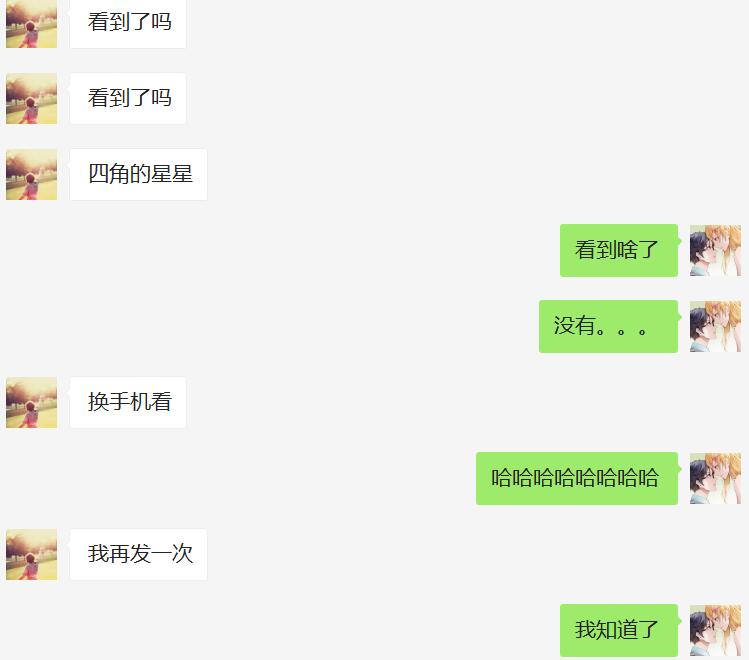 看到了吗
看到了吗
四角的星星
看到啥了
没有。。。
换手机看
哈哈哈哈哈哈哈哈
我再发一次
我知道了